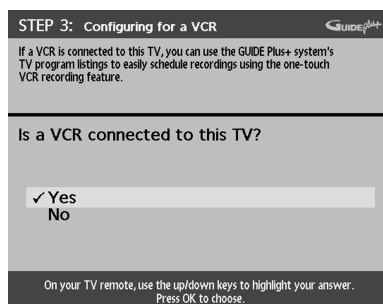 STEP 3: Configuring for a VCR GUIDE plus+
If a VCR is connected to this TV, you can use the GUIDE Plus+ system's
TV program listings to easily schedule recordings using the one-touch
VCR recording feature.
Is a VCR connected to this TV?
✓ Yes
No
On your TV remote, use the up/down keys to highlight your answer.
Press OK to choose.